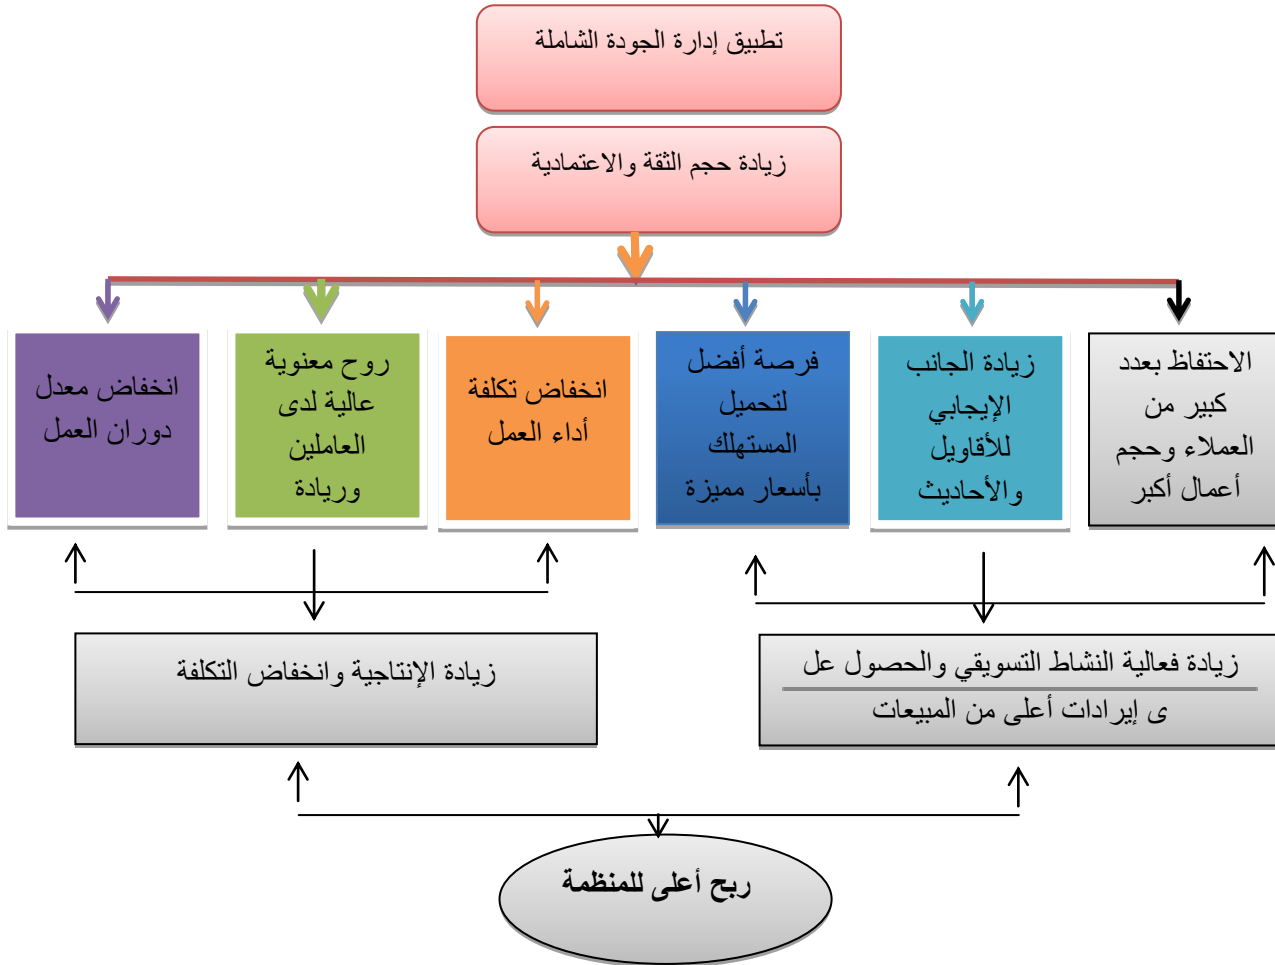 تطبيق إدارة الجودة الشاملة
زيادة حجم الثقة والاعتمادية
الاحتفاظ بعدد
كبير من
العملاء وحجم
أعمال أكبر
زيادة الجانب
الإيجابي
للأقاويل
والأحاديث
فرصة أفضل
لتحميل
المستهلك
بأسعار مميزة
انخفاض تكلفة
أداء العمل
روح معنوية
عالية لدى
العاملين
وريادة
انخفاض معدل
دوران العمل
زيادة فعالية النشاط التسويقي والحصول عل
ى إيرادات أعلى من المبيعات
زيادة الإنتاجية وانخفاض التكلفة
ربح أعلى للمنظمة